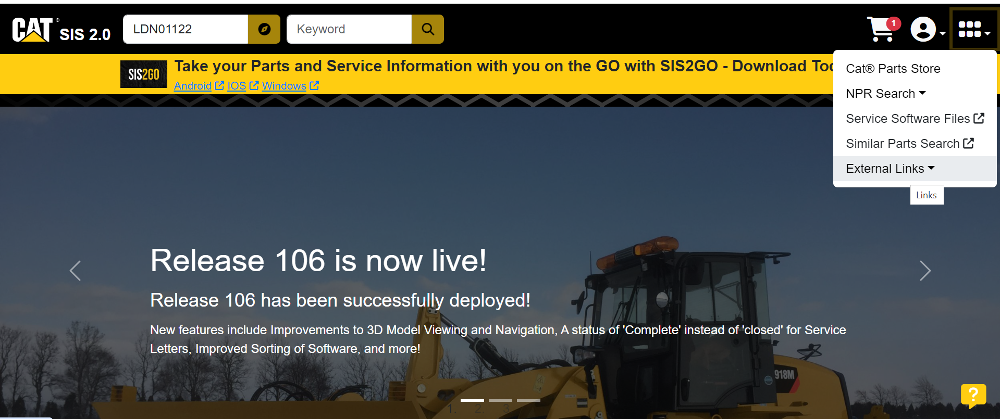 CAT® SIS 2.0
LDN01122
Keyword
1
SIS2GO
Take your Parts and Service Information with you on the GO with SIS2GO - Download
Android IOS Windows
Cat® Parts Store
NPR Search
Service Software Files
Similar Parts Search
External Links
Links
Release 106 is now live!
Release 106 has been successfully deployed!
New features include Improvements to 3D Model Viewing and Navigation, A status of 'Complete' instead of 'closed' for Service
Letters, Improved Sorting of Software, and more!
918M
1. 2. 3.
?